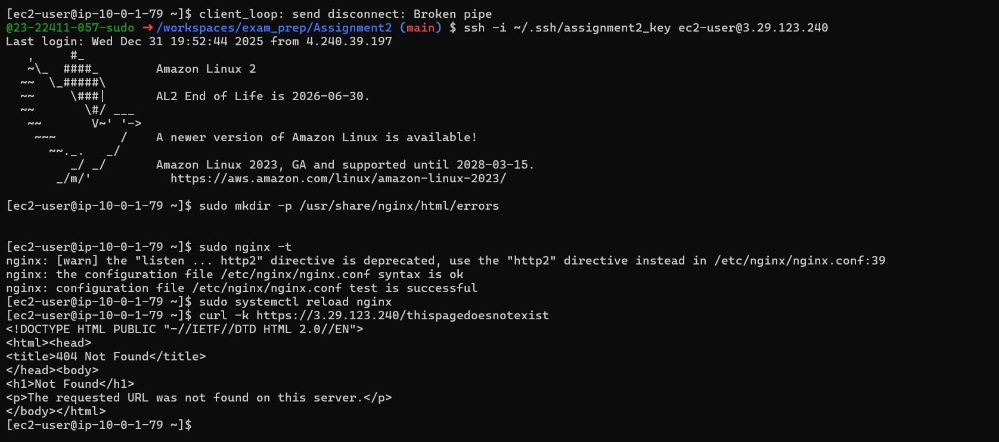 [ec2-user@ip-10-0-1-79 ~]$ client_loop: send disconnect: Broken pipe
@23-22411-057-sudo ➜ /workspaces/exam_prep/Assignment2 (main) $ ssh -i ~/.ssh/assignment2_key ec2-user@3.29.123.240
Last login: Wed Dec 31 19:52:44 2025 from 4.240.39.197
   ,     #_
   ~\_  ####_        Amazon Linux 2
  ~~  \_#####\
  ~~     \###|       AL2 End of Life is 2026-06-30.
  ~~       \#/ ___
   ~~       V~' '->
    ~~~         /    A newer version of Amazon Linux is available!
      ~~._.   _/
         _/ _/       Amazon Linux 2023, GA and supported until 2028-03-15.
       _/m/'           https://aws.amazon.com/linux/amazon-linux-2023/

[ec2-user@ip-10-0-1-79 ~]$ sudo mkdir -p /usr/share/nginx/html/errors


[ec2-user@ip-10-0-1-79 ~]$ sudo nginx -t
nginx: [warn] the "listen ... http2" directive is deprecated, use the "http2" directive instead in /etc/nginx/nginx.conf:39
nginx: the configuration file /etc/nginx/nginx.conf syntax is ok
nginx: configuration file /etc/nginx/nginx.conf test is successful
[ec2-user@ip-10-0-1-79 ~]$ sudo systemctl reload nginx
[ec2-user@ip-10-0-1-79 ~]$ curl -k https://3.29.123.240/thispagedoesnotexist
<!DOCTYPE HTML PUBLIC "-//IETF//DTD HTML 2.0//EN">
<html><head>
<title>404 Not Found</title>
</head><body>
<h1>Not Found</h1>
<p>The requested URL was not found on this server.</p>
</body></html>
[ec2-user@ip-10-0-1-79 ~]$